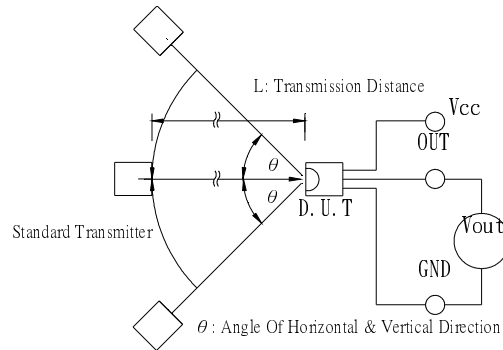 L: Transmission Distance
Vcc
OUT
θ
θ
D.U.T
Standard Transmitter
Vout
GND
θ: Angle Of Horizontal & Vertical Direction